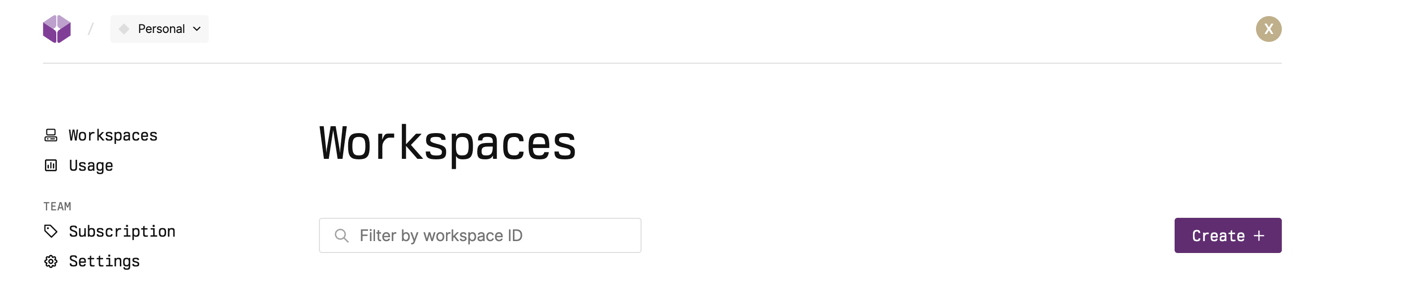 / Personal
X
Workspaces
Usage
TEAM
Subscription
Settings
Workspaces
Filter by workspace ID
Create +